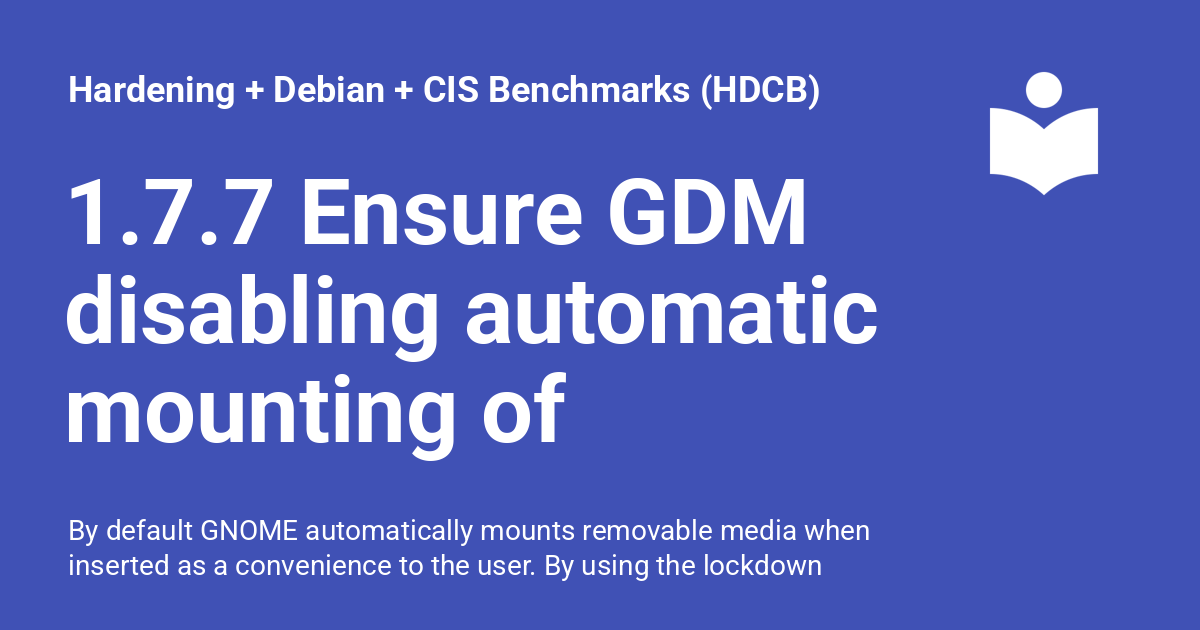 Hardening + Debian + CIS Benchmarks (HDCB)
1.7.7 Ensure GDM
disabling automatic
mounting of
By default GNOME automatically mounts removable media when
inserted as a convenience to the user. By using the lockdown